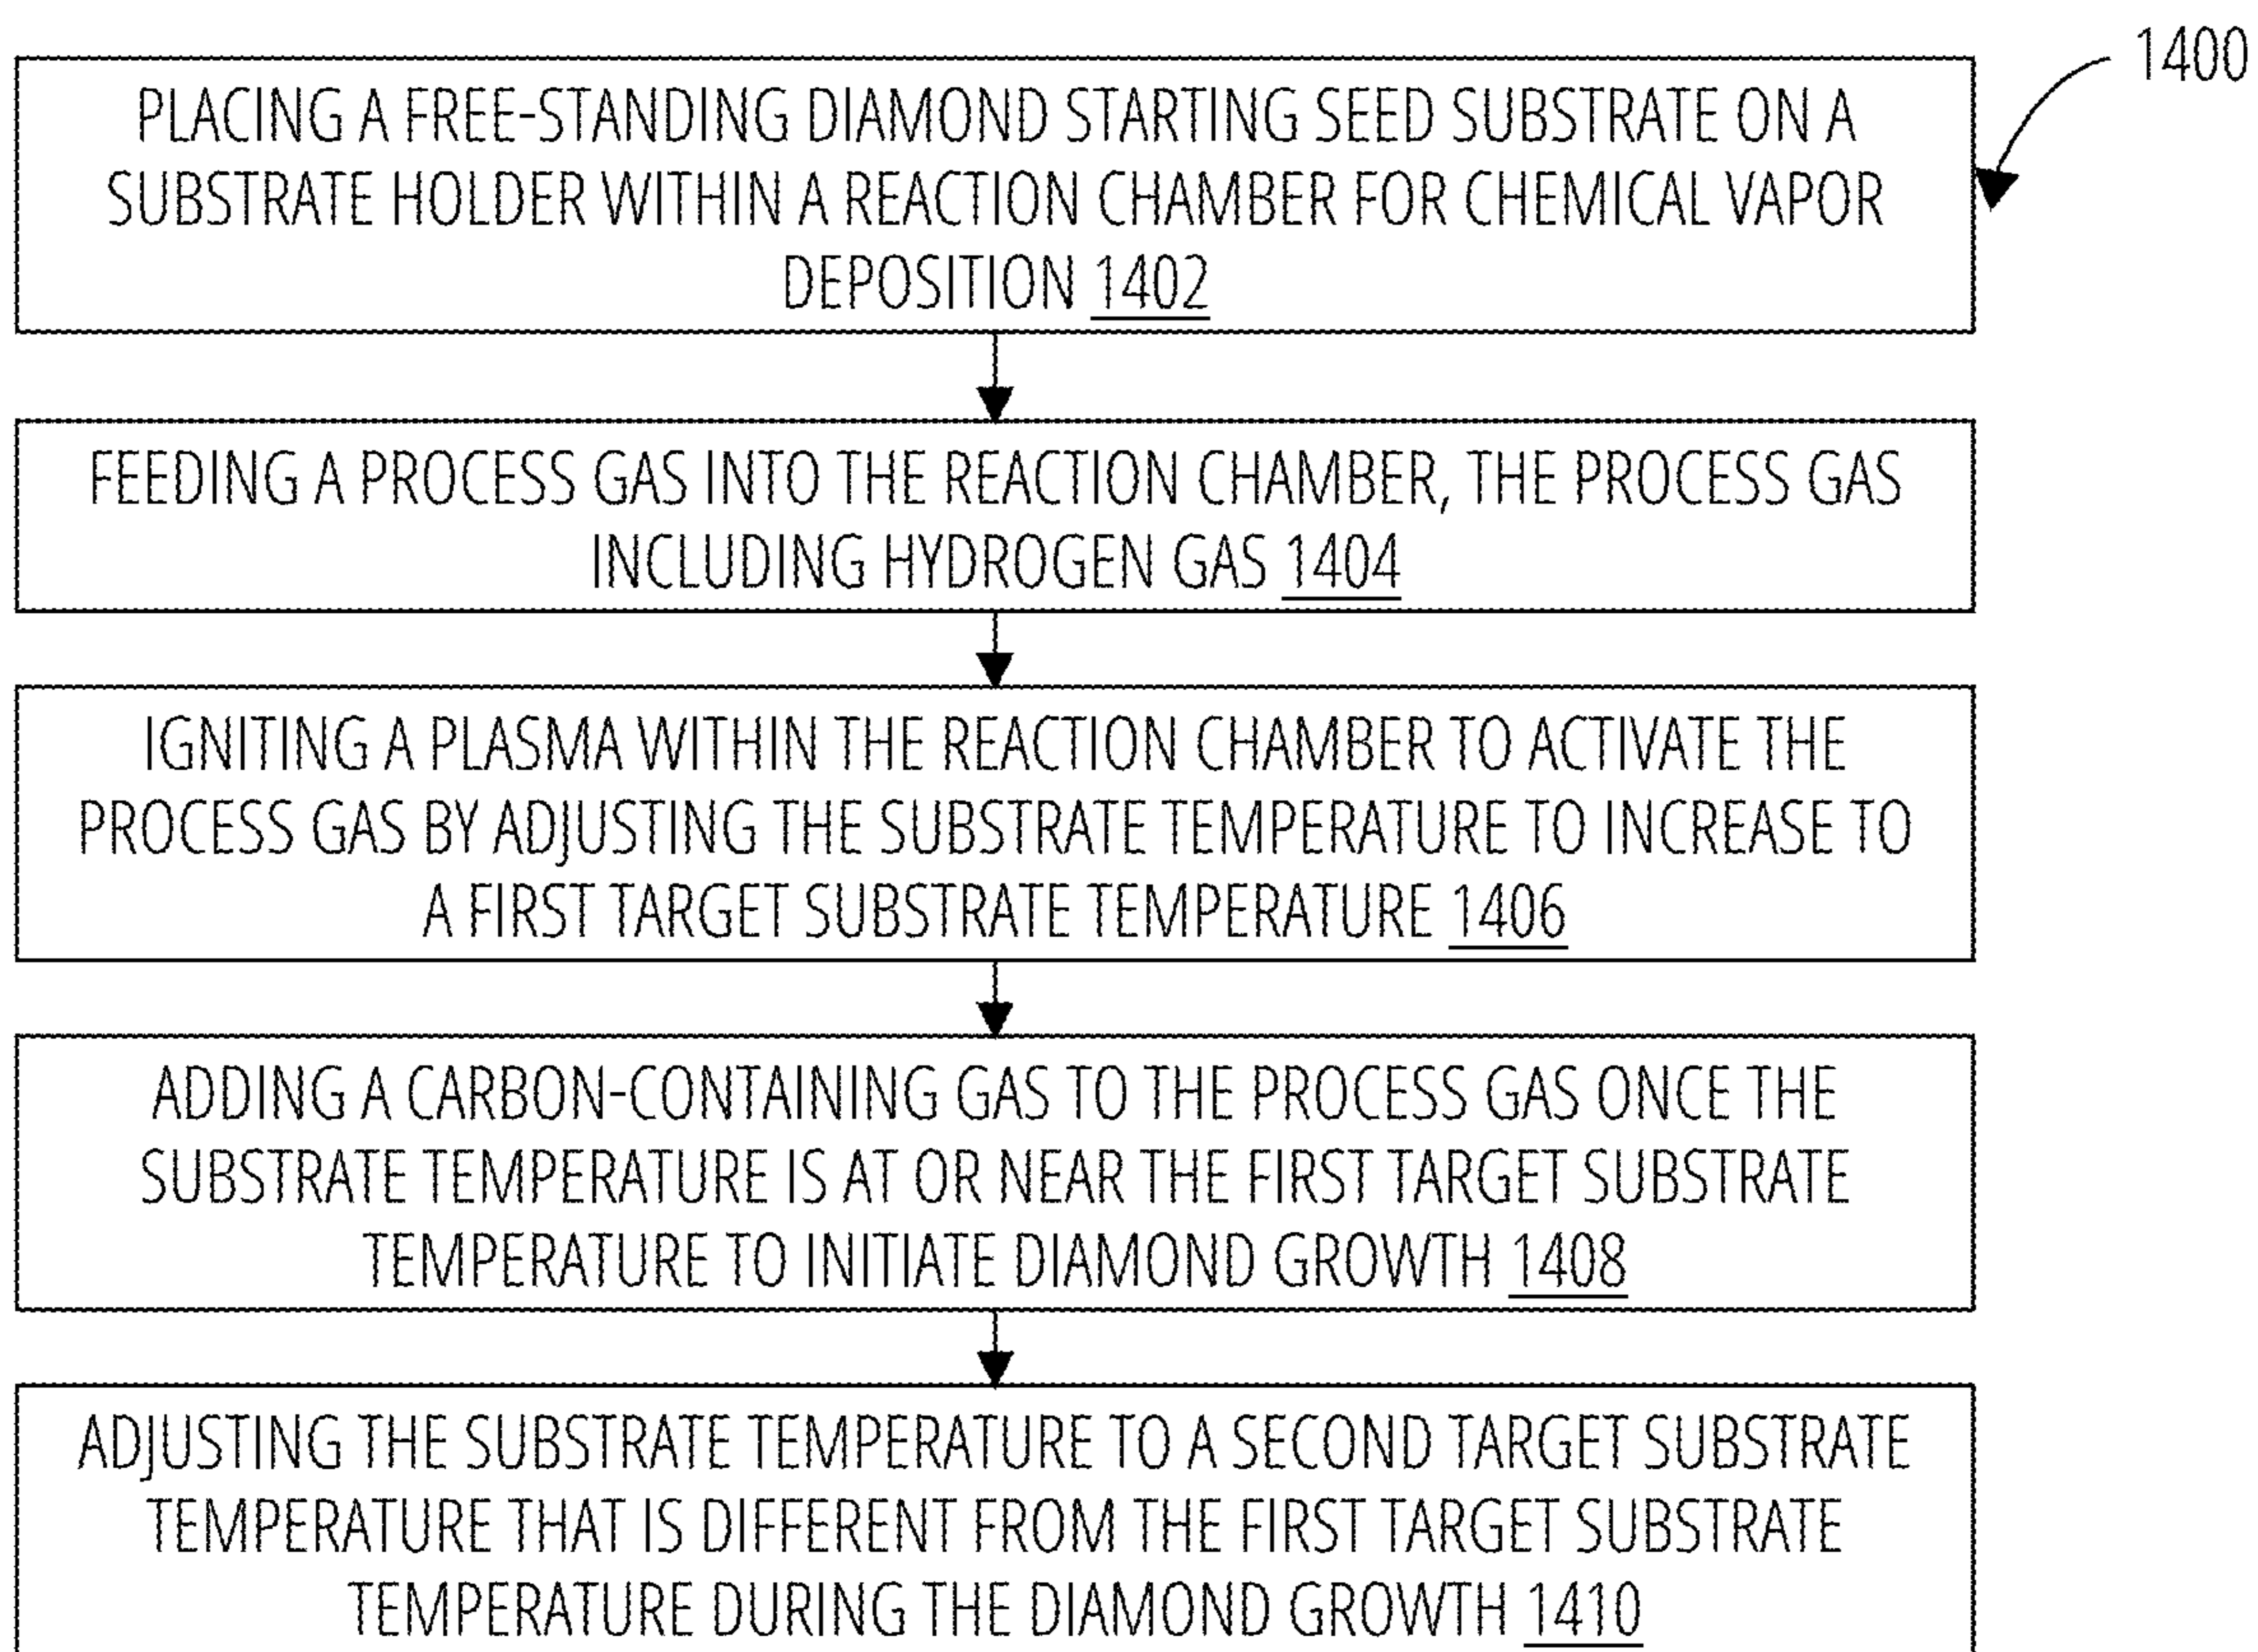 1400
PLACING A FREE-STANDING DIAMOND STARTING SEED SUBSTRATE ON A
SUBSTRATE HOLDER WITHIN A REACTION CHAMBER FOR CHEMICAL VAPOR
DEPOSITION 1402
FEEDING A PROCESS GAS INTO THE REACTION CHAMBER, THE PROCESS GAS
INCLUDING HYDROGEN GAS 1404
IGNITING A PLASMA WITHIN THE REACTION CHAMBER TO ACTIVATE THE
PROCESS GAS BY ADJUSTING THE SUBSTRATE TEMPERATURE TO INCREASE TO
A FIRST TARGET SUBSTRATE TEMPERATURE 1406
ADDING A CARBON-CONTAINING GAS TO THE PROCESS GAS ONCE THE
SUBSTRATE TEMPERATURE IS AT OR NEAR THE FIRST TARGET SUBSTRATE
TEMPERATURE TO INITIATE DIAMOND GROWTH 1408
ADJUSTING THE SUBSTRATE TEMPERATURE TO A SECOND TARGET SUBSTRATE
TEMPERATURE THAT IS DIFFERENT FROM THE FIRST TARGET SUBSTRATE
TEMPERATURE DURING THE DIAMOND GROWTH 1410